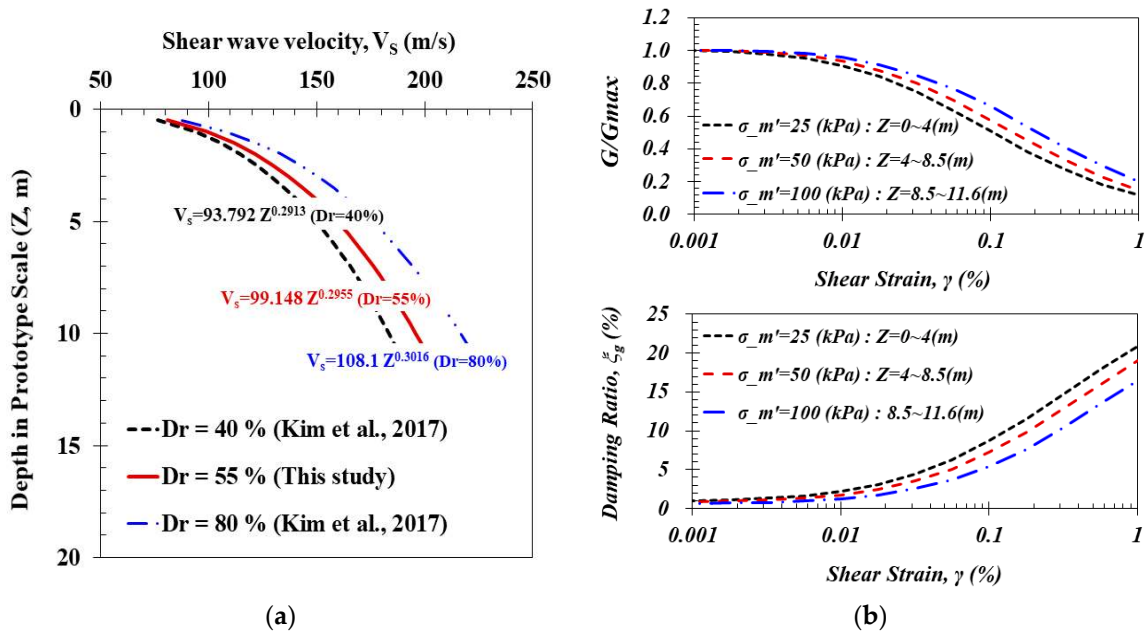 Shear wave velocity, V_S (m/s)
50 100 150 200 250
0
5
10
15
20
Depth in Prototype Scale (Z, m)
V_s=93.792 Z^0.2913 (Dr=40%)
V_s=99.148 Z^0.2955 (Dr=55%)
V_s=108.1 Z^0.3016 (Dr=80%)
Dr = 40 % (Kim et al., 2017)
Dr = 55 % (This study)
Dr = 80 % (Kim et al., 2017)
(a)
1.2
1.0
0.8
0.6
0.4
0.2
0.0
G/Gmax
σ_m'=25 (kPa) : Z=0~4(m)
σ_m'=50 (kPa) : Z=4~8.5(m)
σ_m'=100 (kPa) : Z=8.5~11.6(m)
0.001 0.01 0.1 1
Shear Strain, γ (%)
25
20
15
10
5
0
Damping Ratio, ξ_g (%)
σ_m'=25 (kPa) : Z=0~4(m)
σ_m'=50 (kPa) : Z=4~8.5(m)
σ_m'=100 (kPa) : 8.5~11.6(m)
0.001 0.01 0.1 1
Shear Strain, γ (%)
(b)